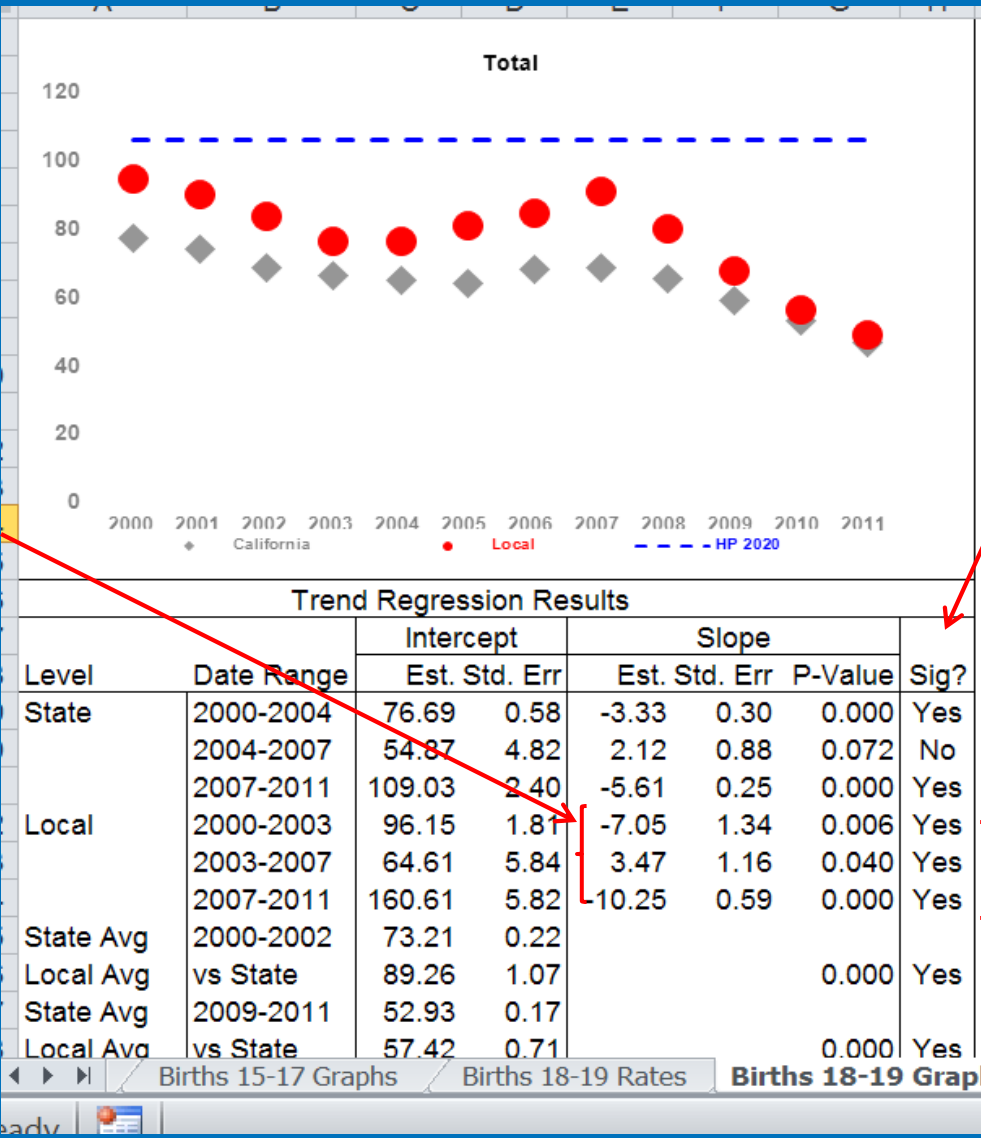 Total
120
100
80
60
40
20
0
2000 2001 2002 2003 2004 2005 2006 2007 2008 2009 2010 2011
California Local HP 2020
Trend Regression Results
Intercept Slope
Level Date Range Est. Std. Err Est. Std. Err P-Value Sig?
State 2000-2004 76.69 0.58 -3.33 0.30 0.000 Yes
2004-2007 54.87 4.82 2.12 0.88 0.072 No
2007-2011 109.03 2.40 -5.61 0.25 0.000 Yes
Local 2000-2003 96.15 1.81 -7.05 1.34 0.006 Yes
2003-2007 64.61 5.84 3.47 1.16 0.040 Yes
2007-2011 160.61 5.82 -10.25 0.59 0.000 Yes
State Avg 2000-2002 73.21 0.22
Local Avg vs State 89.26 1.07 0.000 Yes
State Avg 2009-2011 52.93 0.17
Local Avg vs State 57.42 0.71 0.000 Yes
Births 15-17 Graphs Births 18-19 Rates Births 18-19 Grap